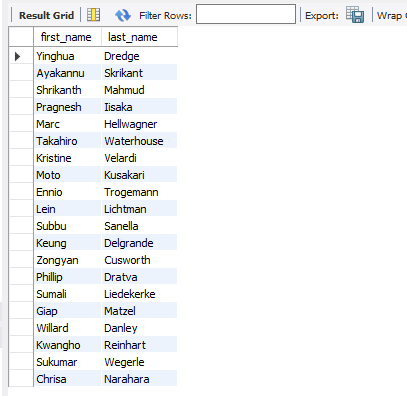 Result Grid Filter Rows: Export: Wrap
first_name last_name
Yinghua Dredge
Ayakannu Skrikant
Shrikanth Mahmud
Pragnesh Iisaka
Marc Hellwagner
Takahiro Waterhouse
Kristine Velardi
Moto Kusakari
Ennio Trogemann
Lein Lichtman
Subbu Sanella
Keung Delgrande
Zongyan Cusworth
Phillip Dratva
Sumali Liedekerke
Giap Matzel
Willard Danley
Kwangho Reinhart
Sukumar Wegerle
Chrisa Narahara